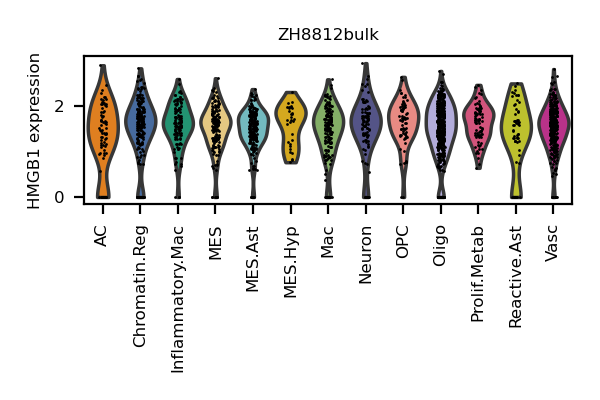 ZH8812bulk
HMGB1 expression
2
0
AC
Chromatin.Reg
Inflammatory.Mac
MES
MES.Ast
MES.Hyp
Mac
Neuron
OPC
Oligo
Prolif.Metab
Reactive.Ast
Vasc